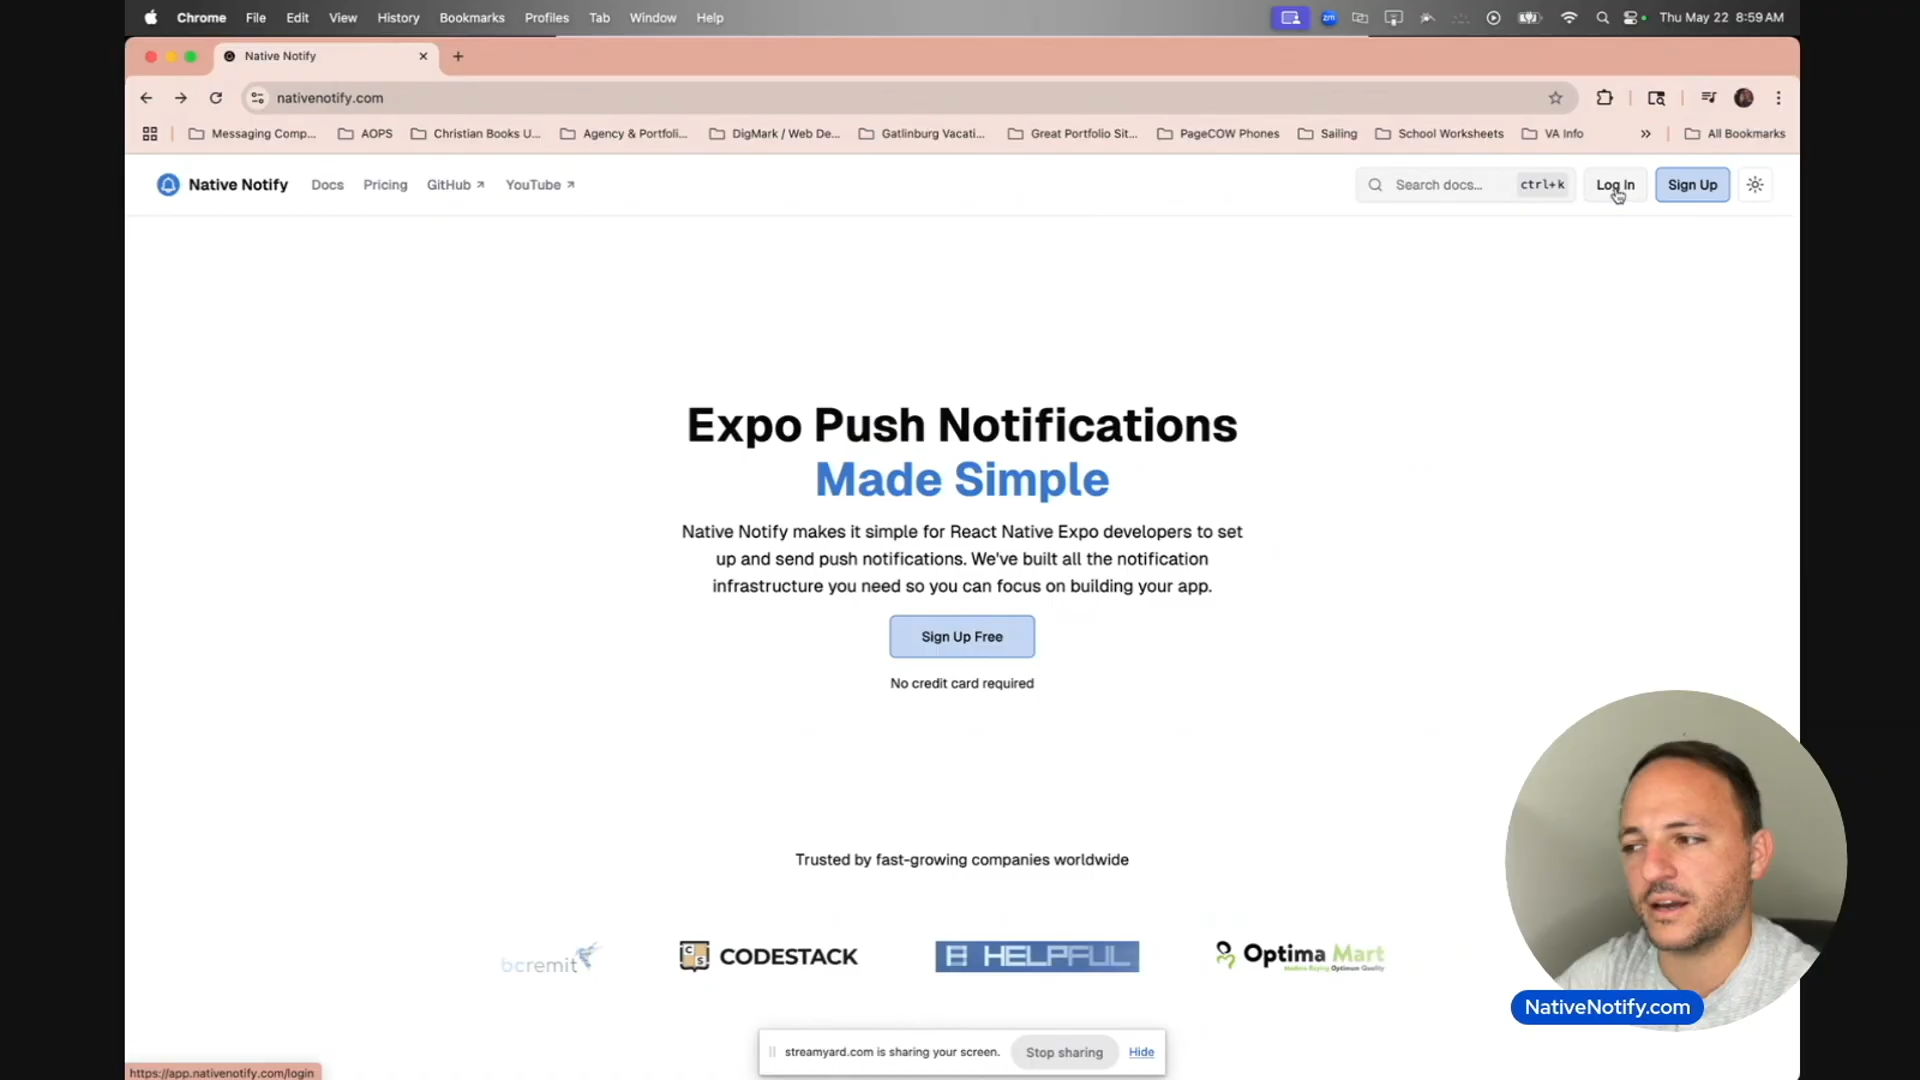 Chrome File Edit View History Bookmarks Profiles Tab Window Help
zm
Thu May 22 8:59 AM
Native Notify
nativenotify.com
Messaging Comp...
AOPS
Christian Books U...
Agency & Portfoli...
DigMark / Web De...
Gatlinburg Vacati...
Great Portfolio Sit...
PageCOW Phones
Sailing
School Worksheets
VA Info
»
All Bookmarks
Native Notify
Docs
Pricing
GitHub ↗
YouTube ↗
Search docs...
ctrl+k
Log In
Sign Up
Expo Push Notifications
Made Simple
Native Notify makes it simple for React Native Expo developers to set
up and send push notifications. We've built all the notification
infrastructure you need so you can focus on building your app.
Sign Up Free
No credit card required
Trusted by fast-growing companies worldwide
bcremit
CS
CODESTACK
HELPFUL
Optima Mart
Modern Buying Optimum Quality
NativeNotify.com
streamyard.com is sharing your screen.
Stop sharing
Hide
https://app.nativenotify.com/login